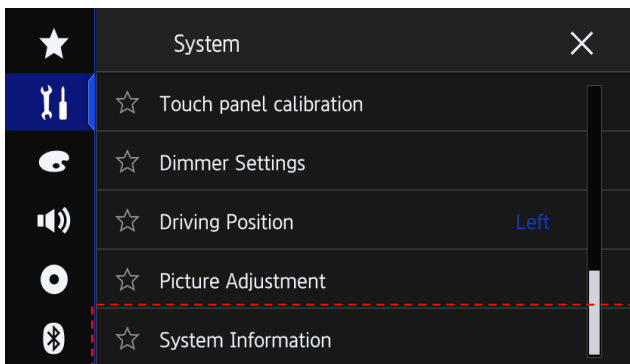 System
Touch panel calibration
Dimmer Settings
Driving Position Left
Picture Adjustment
System Information